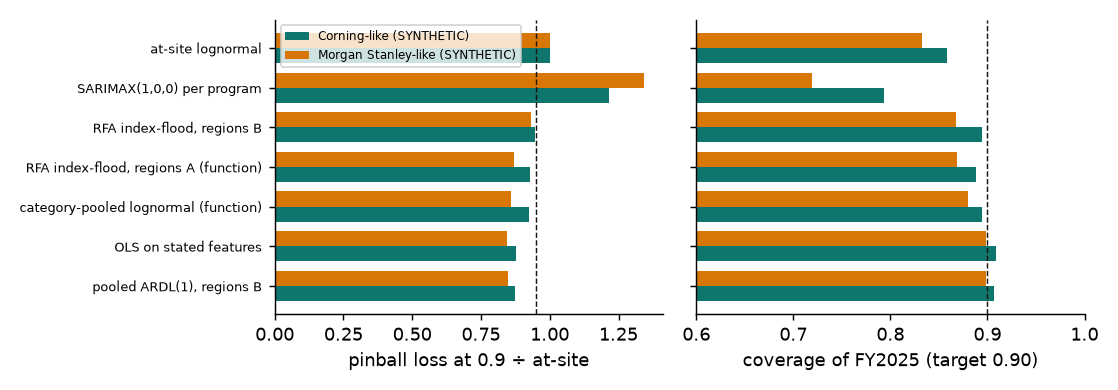 Corning-like (SYNTHETIC)
Morgan Stanley-like (SYNTHETIC)
at-site lognormal
SARIMAX(1,0,0) per program
RFA index-flood, regions B
RFA index-flood, regions A (function)
category-pooled lognormal (function)
OLS on stated features
pooled ARDL(1), regions B
0.00 0.25 0.50 0.75 1.00 1.25
pinball loss at 0.9 ÷ at-site
0.6 0.7 0.8 0.9 1.0
coverage of FY2025 (target 0.90)